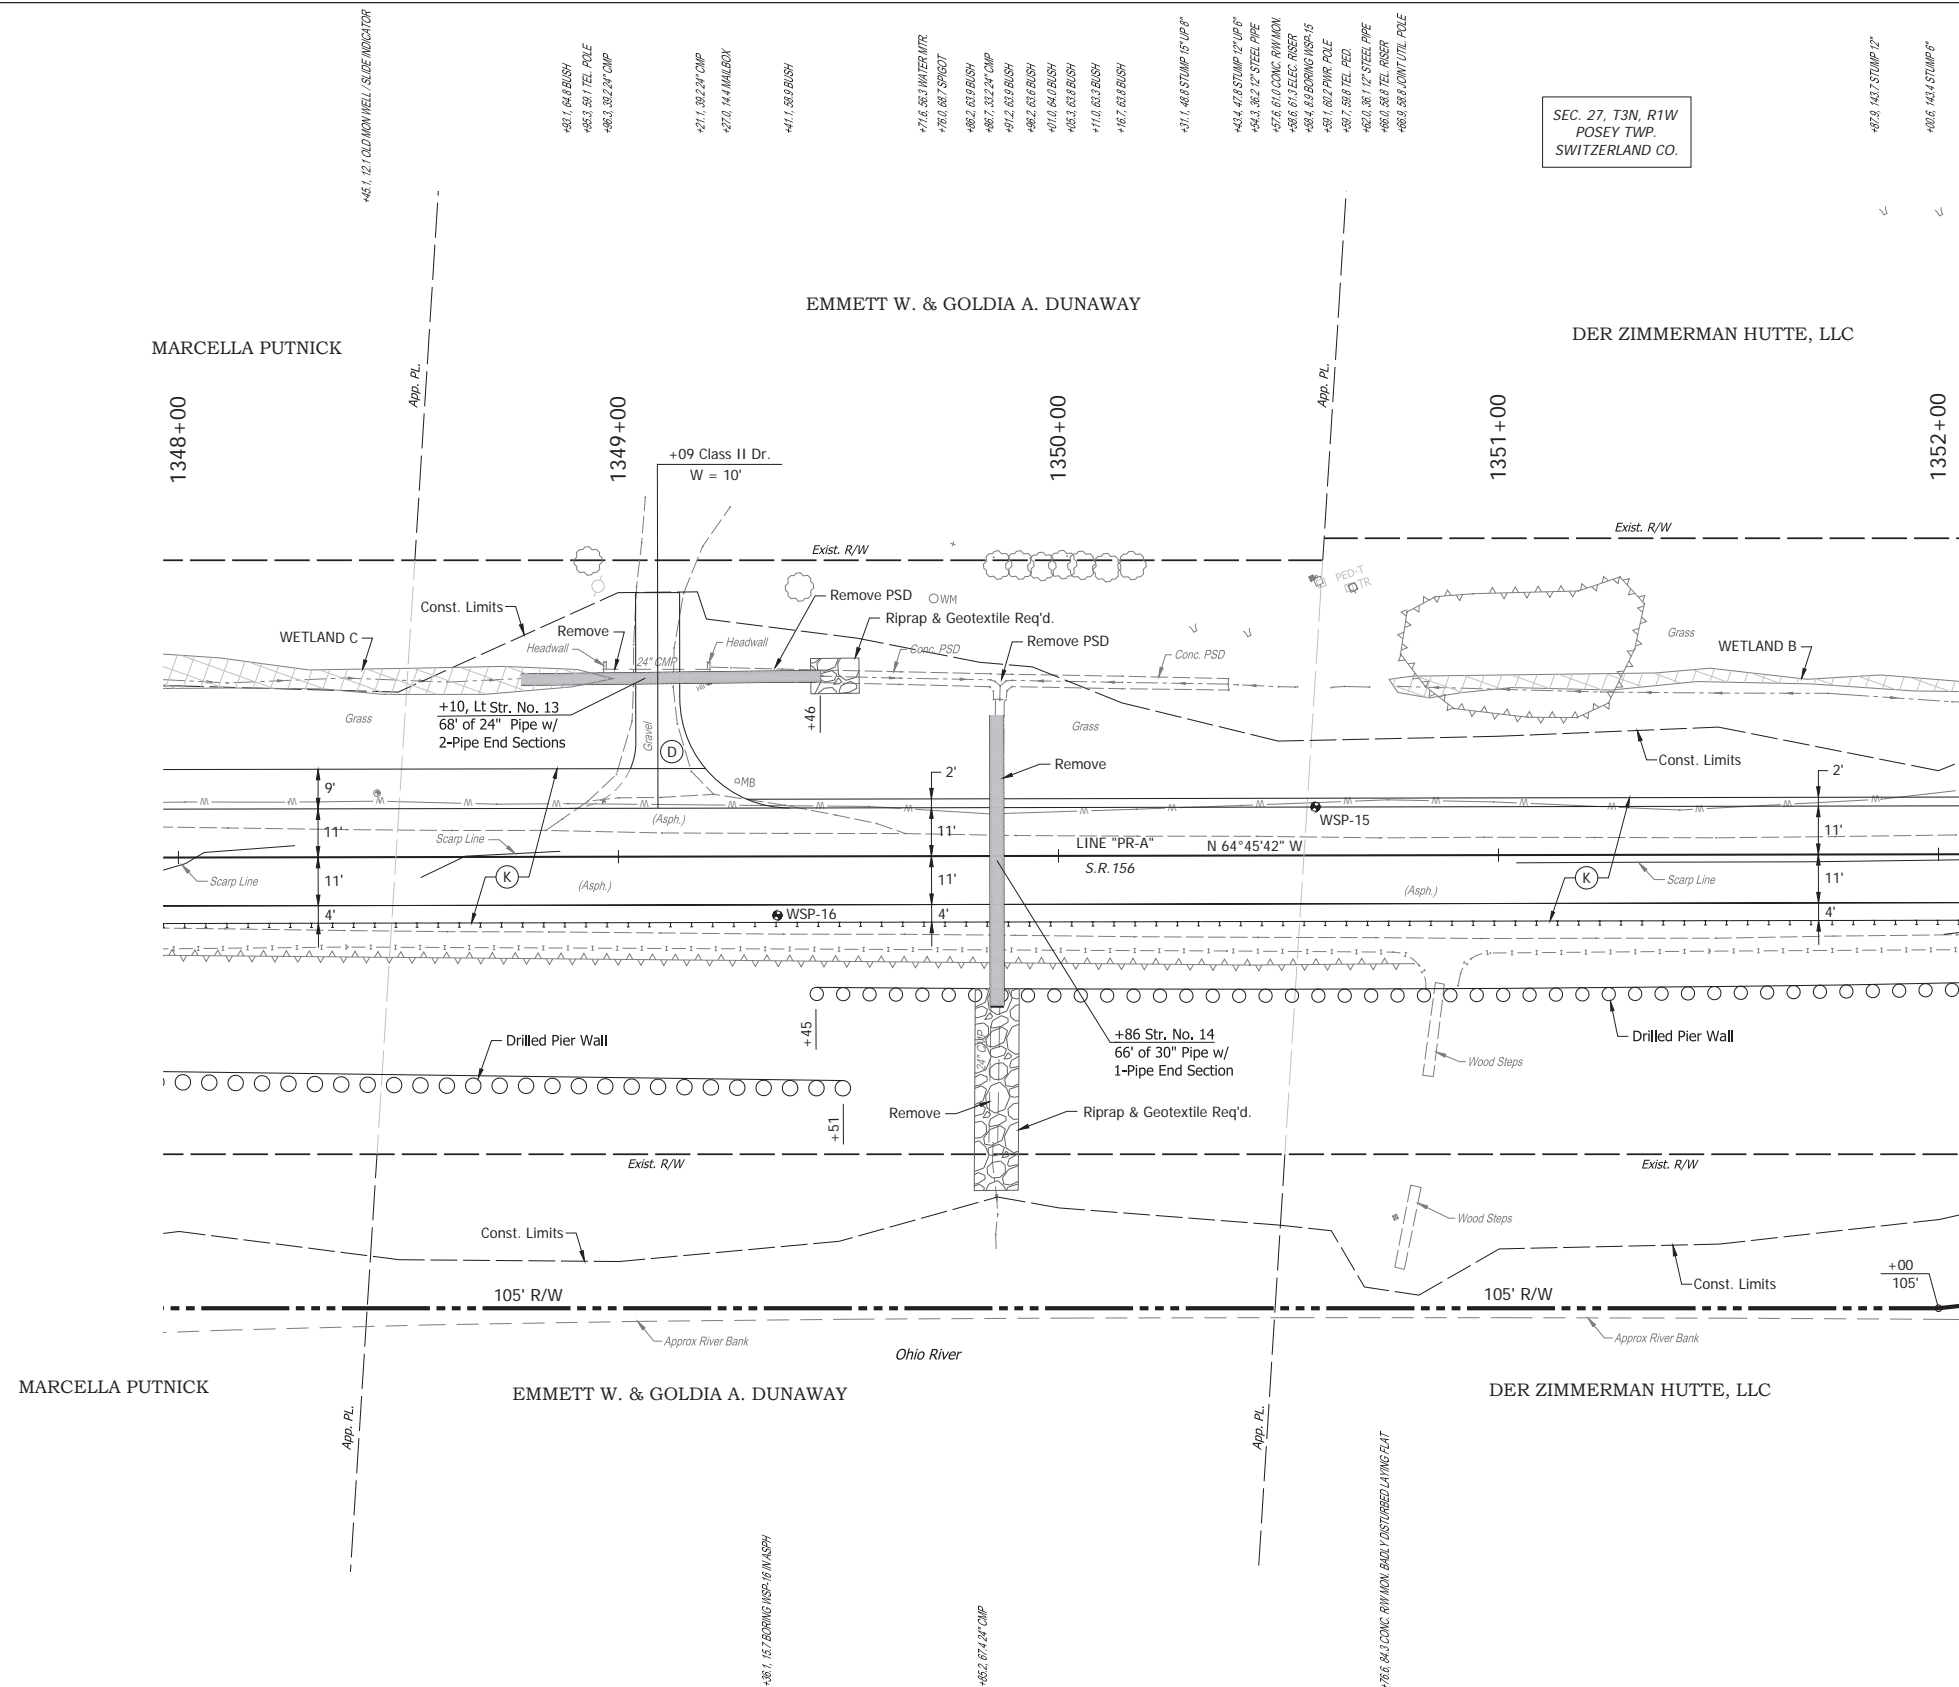 +45.1, 12.1 OLD MON WELL / SLIDE INDICATOR
+93.1, 64.8 BUSH
+95.3, 59.1 TEL. POLE
+96.3, 39.2 24" CMP
+21.1, 39.2 24" CMP
+27.0, 14.4 MAILBOX
+41.1, 58.9 BUSH
+71.6, 56.3 WATER MTR.
+76.0, 68.7 SPIGOT
+86.2, 63.9 BUSH
+86.7, 33.2 24" CMP
+91.2, 63.9 BUSH
+96.2, 63.6 BUSH
+01.0, 64.0 BUSH
+05.3, 63.8 BUSH
+11.0, 63.3 BUSH
+16.7, 63.8 BUSH
+31.1, 48.8 STUMP 15" UP 8"
+43.4, 47.8 STUMP 12" UP 6"
+54.3, 36.2 12" STEEL PIPE
+57.6, 61.0 CONC. R/W MON.
+58.6, 61.3 ELEC. RISER
+58.4, 8.9 BORING WSP-15
+59.1, 60.2 PWR. POLE
+59.7, 59.8 TEL. PED.
+62.0, 36.1 12" STEEL PIPE
+66.0, 58.8 TEL. RISER
+66.9, 58.8 JOINT UTIL. POLE
+87.9, 143.7 STUMP 12"
+00.6, 143.4 STUMP 6"
SEC. 27, T3N, R1W
POSEY TWP.
SWITZERLAND CO.
EMMETT W. & GOLDIA A. DUNAWAY
MARCELLA PUTNICK
DER ZIMMERMAN HUTTE, LLC
App. PL.
App. PL.
1348+00
1349+00
1350+00
1351+00
1352+00
+09 Class II Dr.
W = 10'
Exist. R/W
Exist. R/W
PED-T
TR
Const. Limits
Remove PSD
WM
Riprap & Geotextile Req'd.
WETLAND C
Remove
Headwall
Headwall
24" CMP
Conc. PSD
Remove PSD
Conc. PSD
Grass
WETLAND B
+10, Lt Str. No. 13
68' of 24" Pipe w/
2-Pipe End Sections
Grass
Gravel
D
+46
Grass
Remove
Const. Limits
9'
MB
2'
2'
W
WSP-15
11'
(Asph.)
11'
11'
Scarp Line
LINE "PR-A"
N 64°45'42" W
S.R.156
Scarp Line
11'
K
(Asph.)
11'
(Asph.)
K
Scarp Line
11'
4'
WSP-16
4'
4'
+45
24" CMP
Drilled Pier Wall
+86 Str. No. 14
66' of 30" Pipe w/
1-Pipe End Section
Drilled Pier Wall
Wood Steps
+51
Remove
Riprap & Geotextile Req'd.
Exist. R/W
Exist. R/W
Const. Limits
Wood Steps
Const. Limits
+00
105'
105' R/W
105' R/W
Approx River Bank
Approx River Bank
Ohio River
MARCELLA PUTNICK
EMMETT W. & GOLDIA A. DUNAWAY
DER ZIMMERMAN HUTTE, LLC
App. PL.
App. PL.
+36.1, 15.7 BORING WSP-16 IN ASPH
+85.2, 67.4 24" CMP
+76.6, 84.3 CONC. R/W MON. BADLY DISTURBED LAYING FLAT